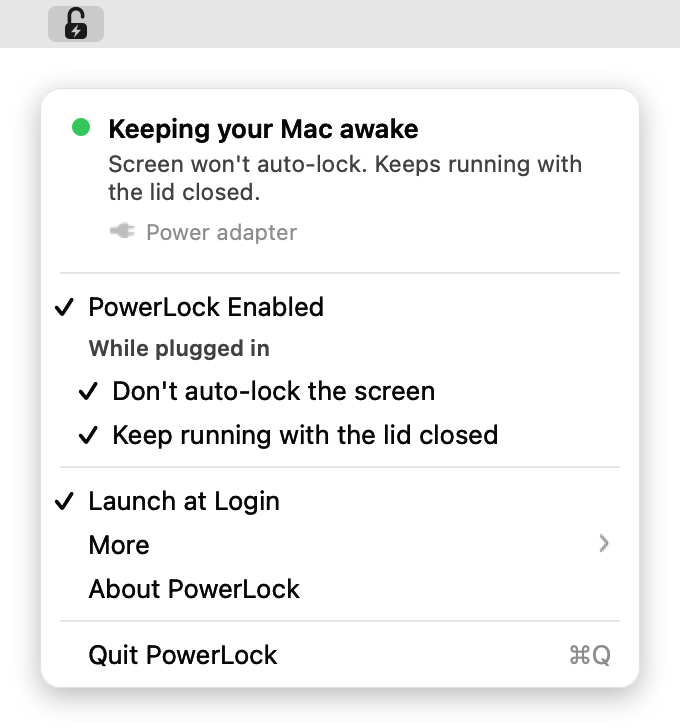 Keeping your Mac awake
Screen won't auto-lock. Keeps running with
the lid closed.
Power adapter
✓ PowerLock Enabled
While plugged in
✓ Don't auto-lock the screen
✓ Keep running with the lid closed
✓ Launch at Login
More
About PowerLock
Quit PowerLock ⌘Q